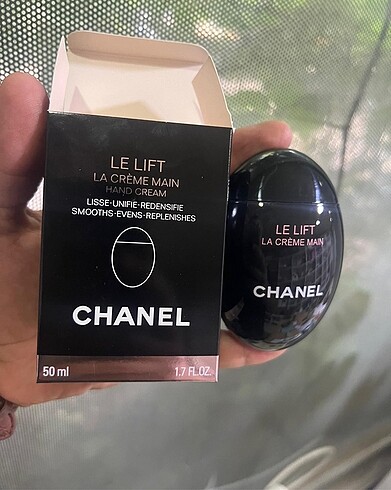 LE LIFT
LA CRÈME MAIN
HAND CREAM
LISSE·UNIFIE·REDENSIFIE
SMOOTHS·EVENS·REPLENISHES
CHANEL
50 ml 1.7 FL.OZ.
LE LIFT
LA CRÈME MAIN
CHANEL